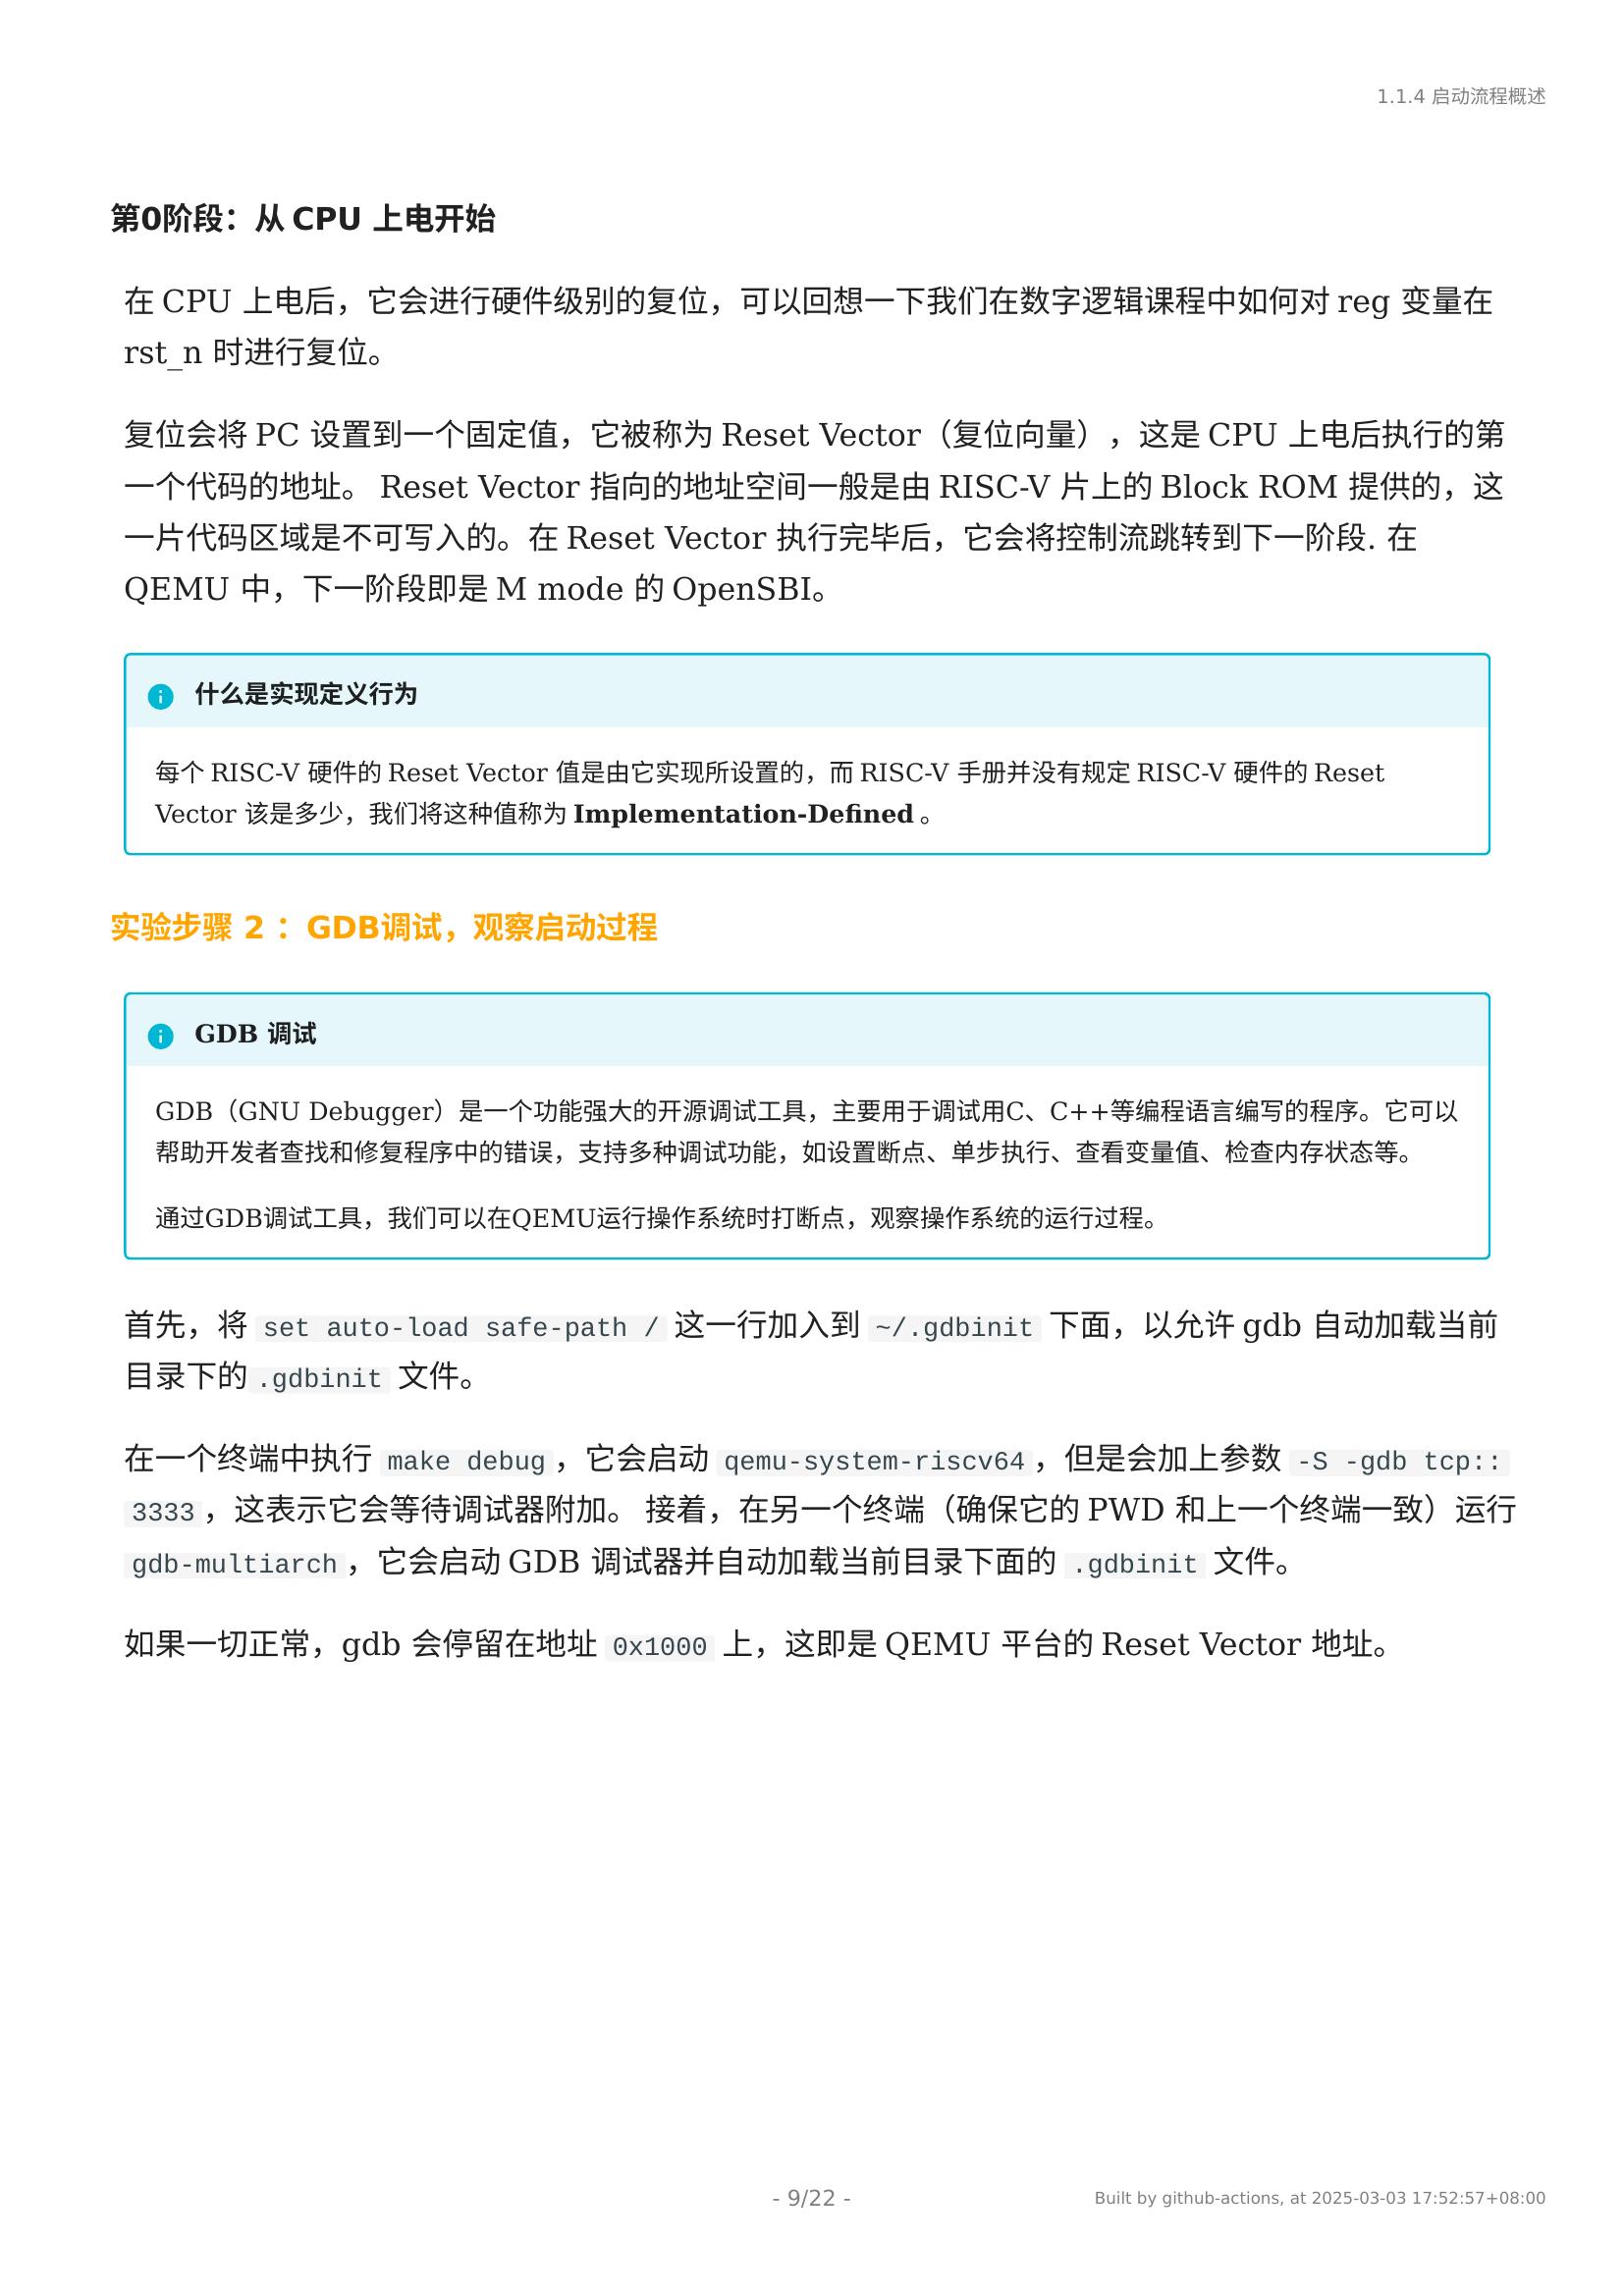 1.1.4 启动流程概述
第0阶段：从 CPU 上电开始
在 CPU 上电后，它会进行硬件级别的复位，可以回想一下我们在数字逻辑课程中如何对 reg 变量在
rst_n 时进行复位。
复位会将 PC 设置到一个固定值，它被称为 Reset Vector（复位向量），这是 CPU 上电后执行的第
一个代码的地址。 Reset Vector 指向的地址空间一般是由 RISC-V 片上的 Block ROM 提供的，这
一片代码区域是不可写入的。在 Reset Vector 执行完毕后，它会将控制流跳转到下一阶段. 在
QEMU 中，下一阶段即是 M mode 的 OpenSBI。
什么是实现定义行为
每个 RISC-V 硬件的 Reset Vector 值是由它实现所设置的，而 RISC-V 手册并没有规定 RISC-V 硬件的 Reset
Vector 该是多少，我们将这种值称为 Implementation-Defined 。
实验步骤 2 ：GDB调试，观察启动过程
GDB 调试
GDB（GNU Debugger）是一个功能强大的开源调试工具，主要用于调试用C、C++等编程语言编写的程序。它可以
帮助开发者查找和修复程序中的错误，支持多种调试功能，如设置断点、单步执行、查看变量值、检查内存状态等。
通过GDB调试工具，我们可以在QEMU运行操作系统时打断点，观察操作系统的运行过程。
首先，将 set auto-load safe-path / 这一行加入到 ~/.gdbinit 下面，以允许 gdb 自动加载当前
目录下的 .gdbinit 文件。
在一个终端中执行 make debug ，它会启动 qemu-system-riscv64 ，但是会加上参数 -S -gdb tcp::
3333 ，这表示它会等待调试器附加。 接着，在另一个终端（确保它的 PWD 和上一个终端一致）运行
gdb-multiarch ，它会启动 GDB 调试器并自动加载当前目录下面的 .gdbinit 文件。
如果一切正常，gdb 会停留在地址 0x1000 上，这即是 QEMU 平台的 Reset Vector 地址。
- 9/22 -
Built by github-actions, at 2025-03-03 17:52:57+08:00